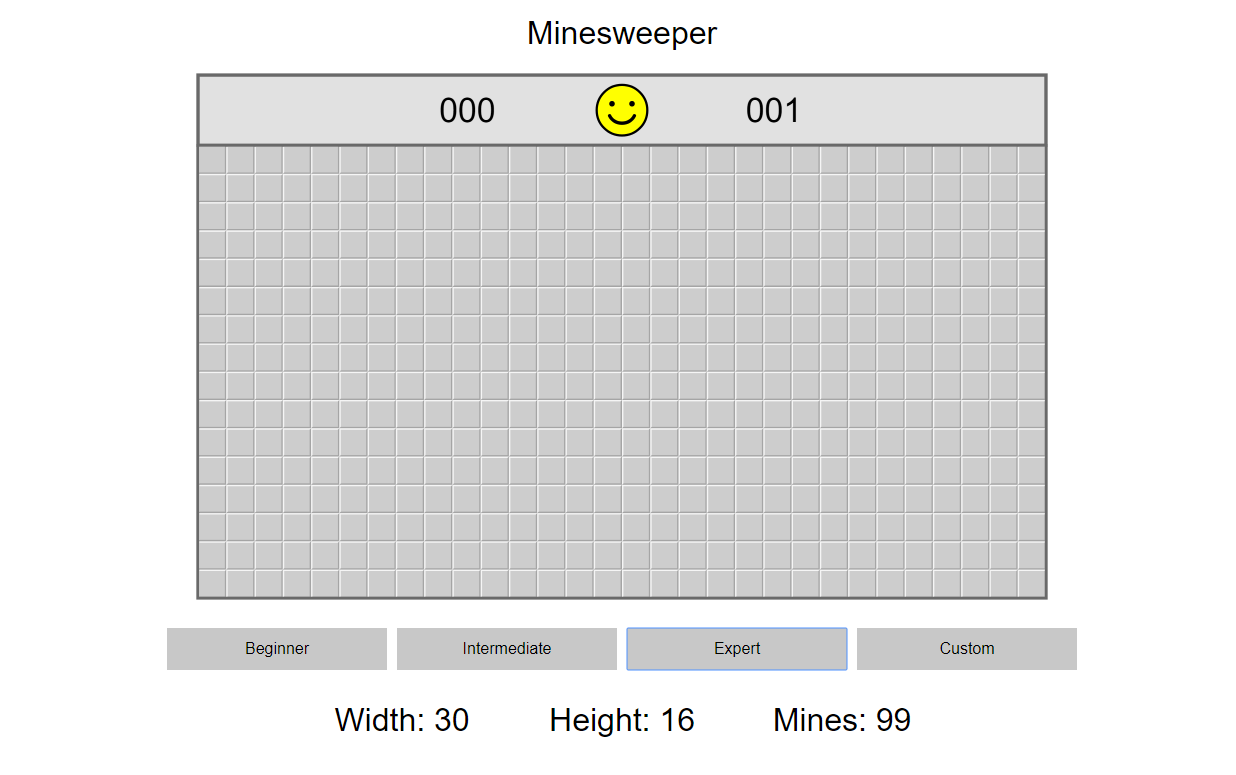 Minesweeper
000 001
Beginner Intermediate Expert Custom
Width: 30 Height: 16 Mines: 99